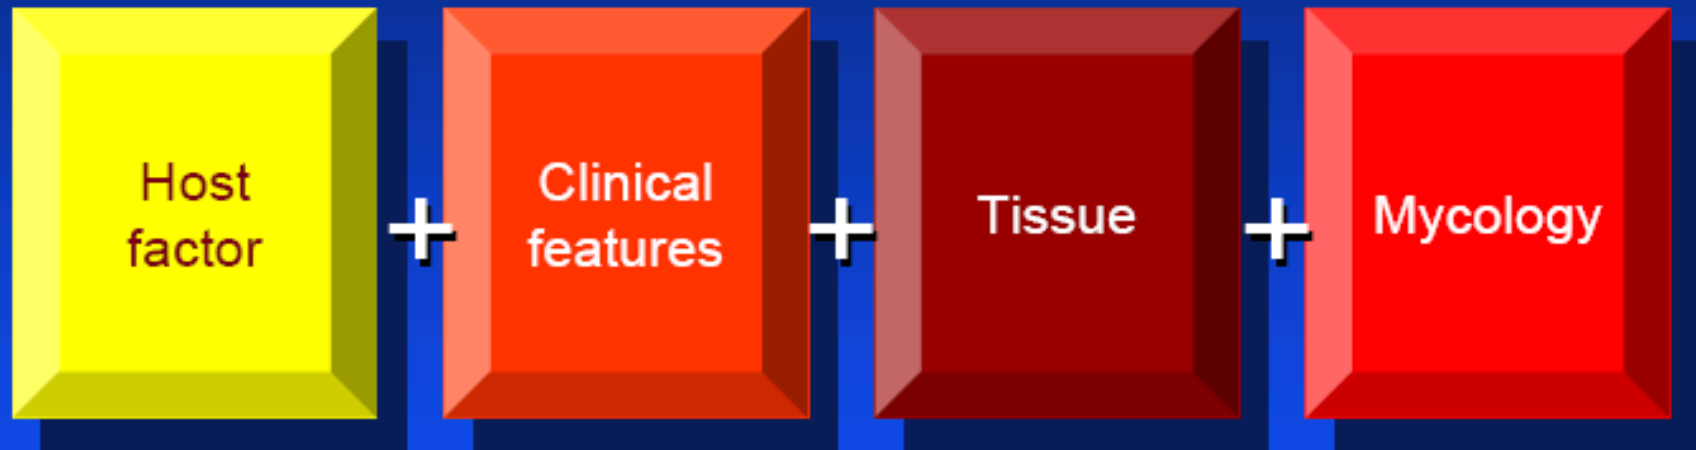 Host
factor
+
Clinical
features
+
Tissue
+
Mycology